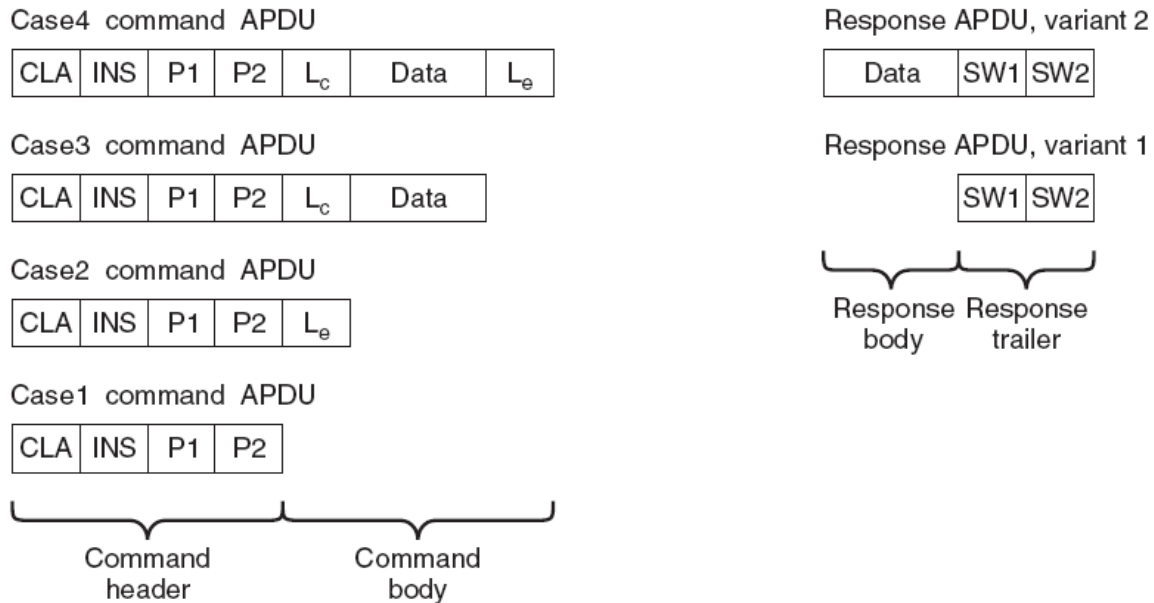 Case4 command APDU
CLA INS P1 P2 Lc Data Le
Case3 command APDU
CLA INS P1 P2 Lc Data
Case2 command APDU
CLA INS P1 P2 Le
Case1 command APDU
CLA INS P1 P2
Command header
Command body
Response APDU, variant 2
Data SW1 SW2
Response APDU, variant 1
SW1 SW2
Response body
Response trailer